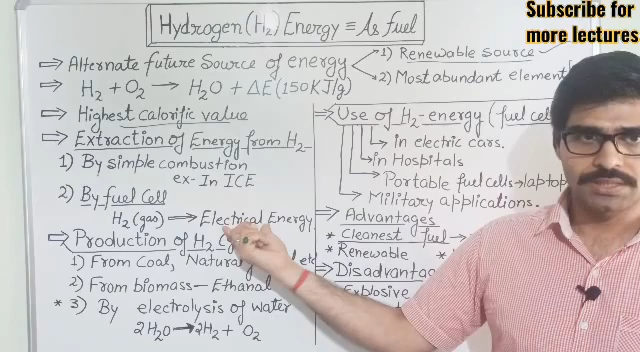 Subscribe for
more lectures
Hydrogen (H2) Energy ≡ As fuel
⇒ Alternate future Source of energy
1) Renewable source
2) Most abundant element
⇒ H2 + O2 → H2O + ΔE (150 KJ/g)
⇒ Highest calorific value
⇒ Extraction of Energy from H2
1) By simple combustion
ex- In ICE
2) By fuel Cell
H2 (gas) ⇒ Electrical Energy
⇒ Production of H2
1) From Coal, Natural etc
2) From biomass — Ethanol
* 3) By electrolysis of water
2H2O → 2H2 + O2
⇒ Use of H2-energy (fuel cell
→ in electric cars.
→ in Hospitals
→ Portable fuel cells → laptop
→ Military applications.
⇒ Advantages
* Cleanest fuel →
* Renewable *
⇒ Disadvanta
* Explosive